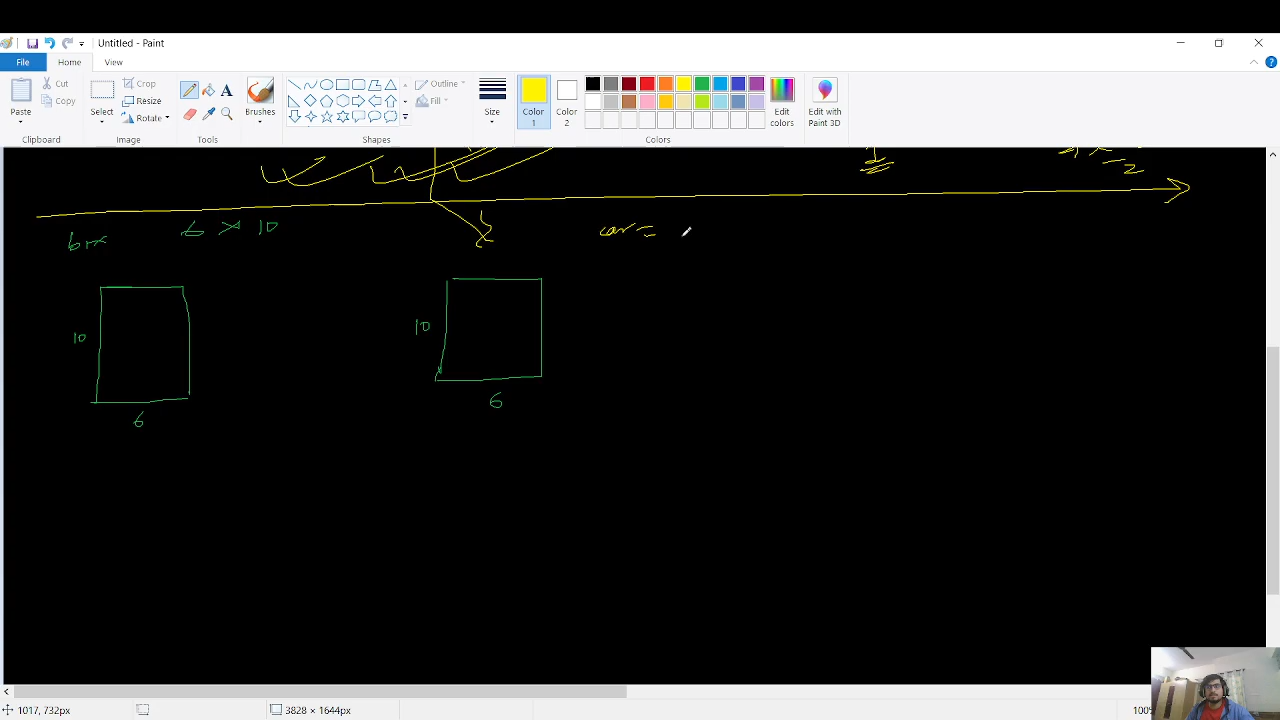 Untitled - Paint
File Home View
Paste
Cut
Copy
Clipboard
Select
Crop
Resize
Rotate
Image
Tools
Brushes
Shapes
Outline
Fill
Size
Color 1
Color 2
Edit colors
Edit with Paint 3D
Colors
2
box 6 × 10
10
6
10
6
1017, 732px
3828 × 1644px
100%